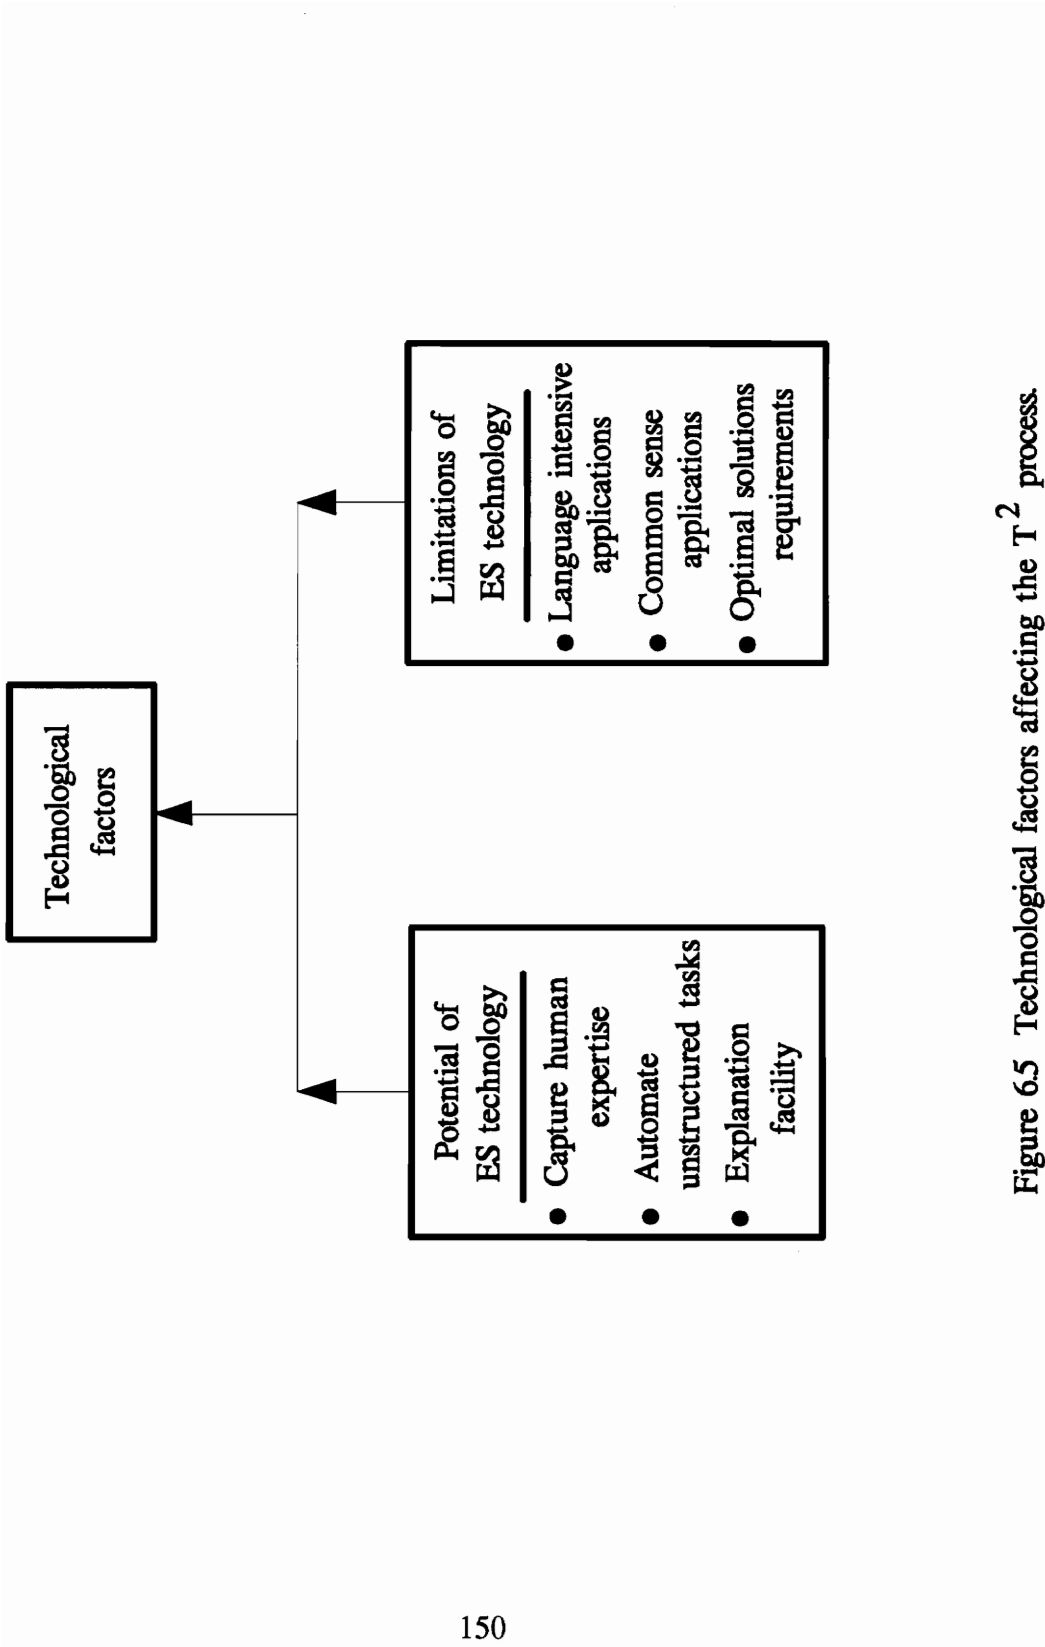 Technological
factors
Potential of
ES technology
● Capture human
expertise
● Automate
unstructured tasks
● Explanation
facility
Limitations of
ES technology
● Language intensive
applications
● Common sense
applications
● Optimal solutions
requirements
Figure 6.5 Technological factors affecting the T² process.
150